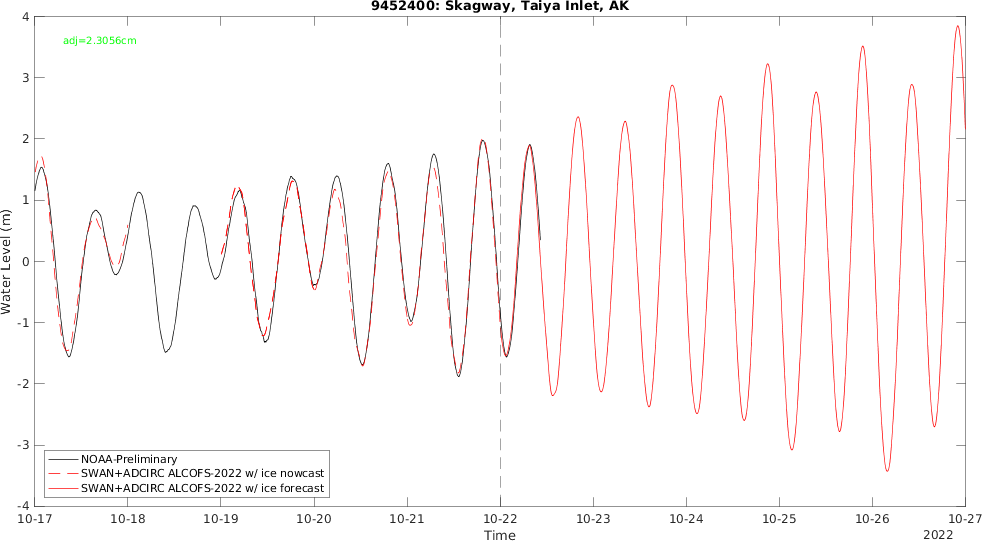 9452400: Skagway, Taiya Inlet, AK
adj=2.3056cm
4
3
2
1
0
-1
-2
-3
-4
Water Level (m)
NOAA-Preliminary
SWAN+ADCIRC ALCOFS-2022 w/ ice nowcast
SWAN+ADCIRC ALCOFS-2022 w/ ice forecast
10-17 10-18 10-19 10-20 10-21 10-22 10-23 10-24 10-25 10-26 10-27
Time
2022